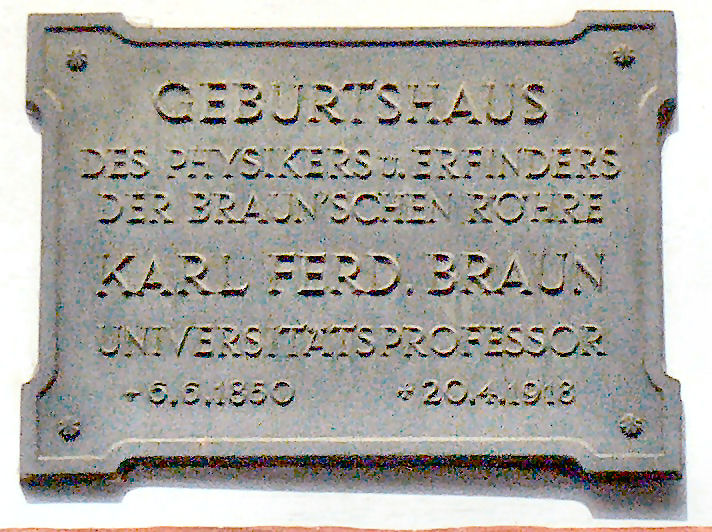 GEBURTSHAUS
DES PHYSIKERS u. ERFINDERS
DER BRAUN'SCHEN RÖHRE
KARL FERD. BRAUN
UNIVERSITÄTSPROFESSOR
6.6.1850 20.4.1918